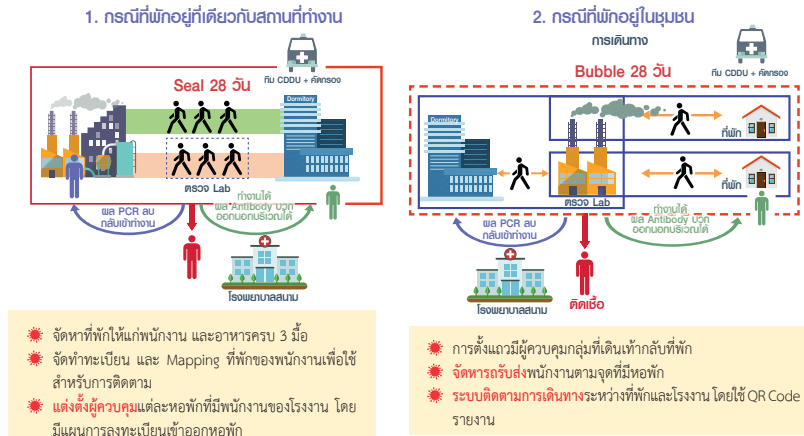 1. กรณีที่พักอยู่ที่เดียวกับสถานที่ทำงาน
ทีม CDDU + คัดกรอง
Seal 28 วัน
Dormitory
ตรวจ Lab
ผล PCR ลบ
กลับเข้าทำงาน
ทำงานได้
ผล Antibody บวก
ออกนอกบริเวณได้
โรงพยาบาลสนาม
จัดหาที่พักให้แก่พนักงาน และอาหารครบ 3 มื้อ
จัดทำทะเบียน และ Mapping ที่พักของพนักงานเพื่อใช้
สำหรับการติดตาม
แต่งตั้งผู้ควบคุมแต่ละหอพักที่มีพนักงานของโรงงาน โดย
มีแผนการลงทะเบียนเข้าออกหอพัก
2. กรณีที่พักอยู่ในชุมชน
การเดินทาง
ทีม CDDU + คัดกรอง
Bubble 28 วัน
Dormitory
ที่พัก
ที่พัก
ตรวจ Lab
ผล PCR ลบ
กลับเข้าทำงาน
ทำงานได้
ผล Antibody บวก
ออกนอกบริเวณได้
โรงพยาบาลสนาม
ติดเชื้อ
การตั้งแถวมีผู้ควบคุมกลุ่มที่เดินเท้ากลับที่พัก
จัดหารถรับส่งพนักงานตามจุดที่มีหอพัก
ระบบติดตามการเดินทางระหว่างที่พักและโรงงาน โดยใช้ QR Code
รายงาน